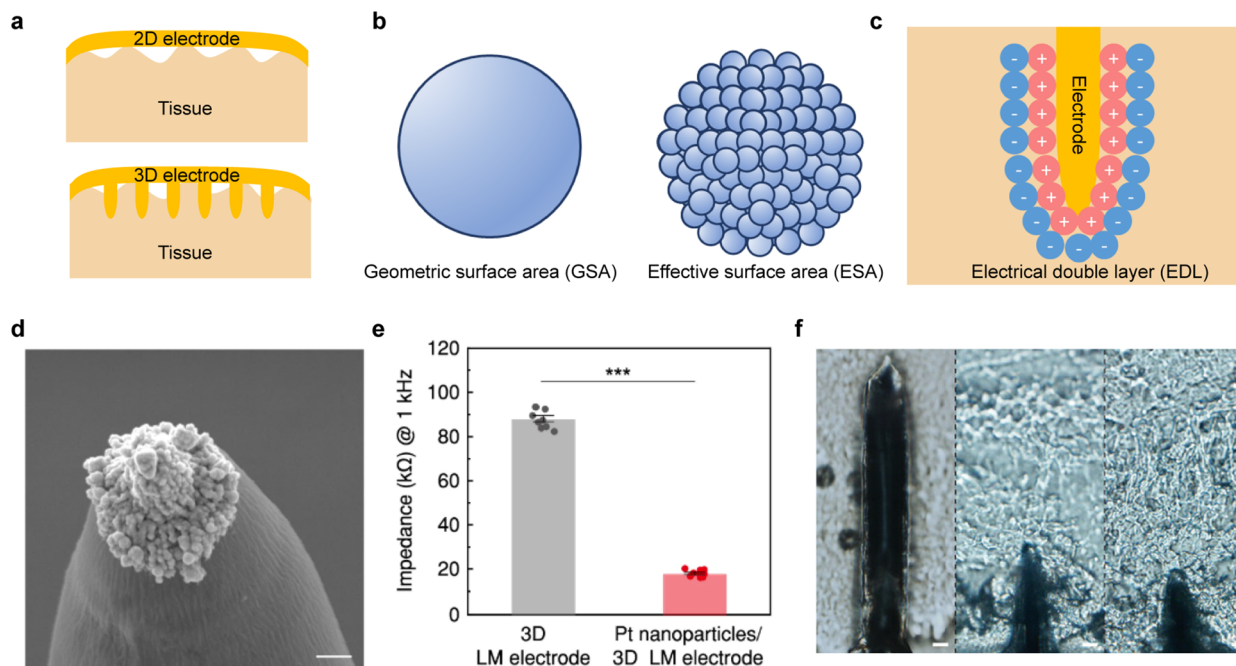 a
2D electrode
Tissue
3D electrode
Tissue
b
Geometric surface area (GSA)
Effective surface area (ESA)
c
Electrode
- + + -
- + + -
- + + -
- + + -
- + + -
- + + -
- + + -
- - -
Electrical double layer (EDL)
d
e
Impedance (kΩ) @ 1 kHz
120
100
80
60
40
20
0
***
3D
LM electrode
Pt nanoparticles/
3D LM electrode
f